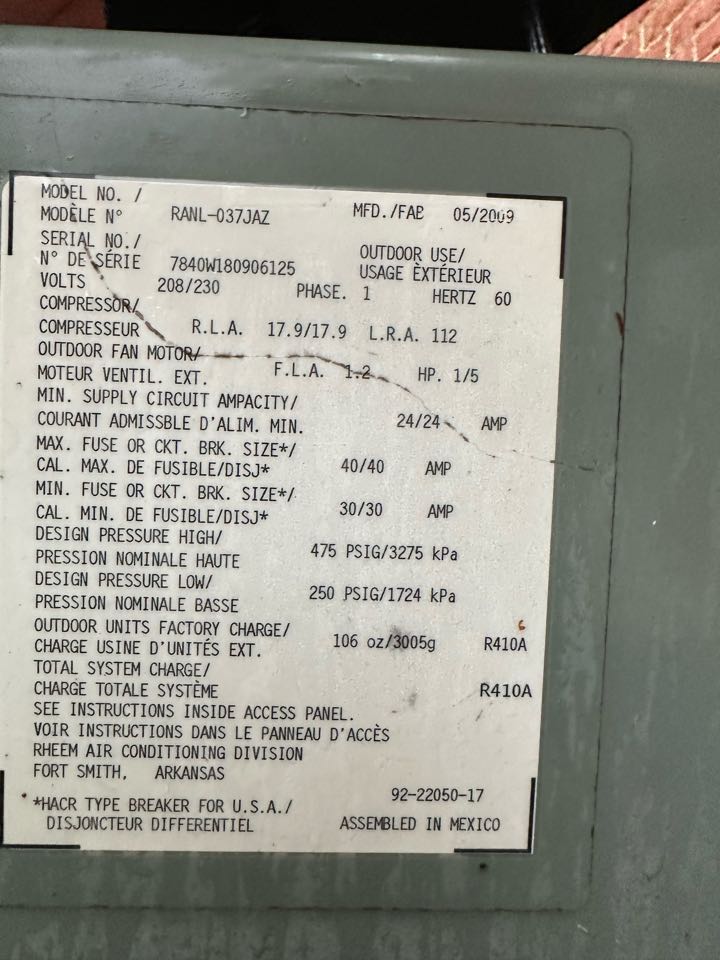 MODEL NO. /
MODÈLE N° RANL-037JAZ MFD./FAB 05/2009
SERIAL NO./
N° DE SÉRIE 7840W180906125 OUTDOOR USE/
USAGE ÈXTÉRIEUR
VOLTS 208/230 PHASE. 1 HERTZ 60
COMPRESSOR/
COMPRESSEUR R.L.A. 17.9/17.9 L.R.A. 112
OUTDOOR FAN MOTOR/
MOTEUR VENTIL. EXT. F.L.A. 1.2 HP. 1/5
MIN. SUPPLY CIRCUIT AMPACITY/
COURANT ADMISSBLE D'ALIM. MIN. 24/24 AMP
MAX. FUSE OR CKT. BRK. SIZE*/
CAL. MAX. DE FUSIBLE/DISJ* 40/40 AMP
MIN. FUSE OR CKT. BRK. SIZE*/
CAL. MIN. DE FUSIBLE/DISJ* 30/30 AMP
DESIGN PRESSURE HIGH/
PRESSION NOMINALE HAUTE 475 PSIG/3275 kPa
DESIGN PRESSURE LOW/
PRESSION NOMINALE BASSE 250 PSIG/1724 kPa
OUTDOOR UNITS FACTORY CHARGE/
CHARGE USINE D'UNITÉS EXT. 106 oz/3005g R410A
TOTAL SYSTEM CHARGE/
CHARGE TOTALE SYSTÈME R410A
SEE INSTRUCTIONS INSIDE ACCESS PANEL.
VOIR INSTRUCTIONS DANS LE PANNEAU D'ACCÈS
RHEEM AIR CONDITIONING DIVISION
FORT SMITH, ARKANSAS
92-22050-17
*HACR TYPE BREAKER FOR U.S.A./
DISJONCTEUR DIFFERENTIEL ASSEMBLED IN MEXICO